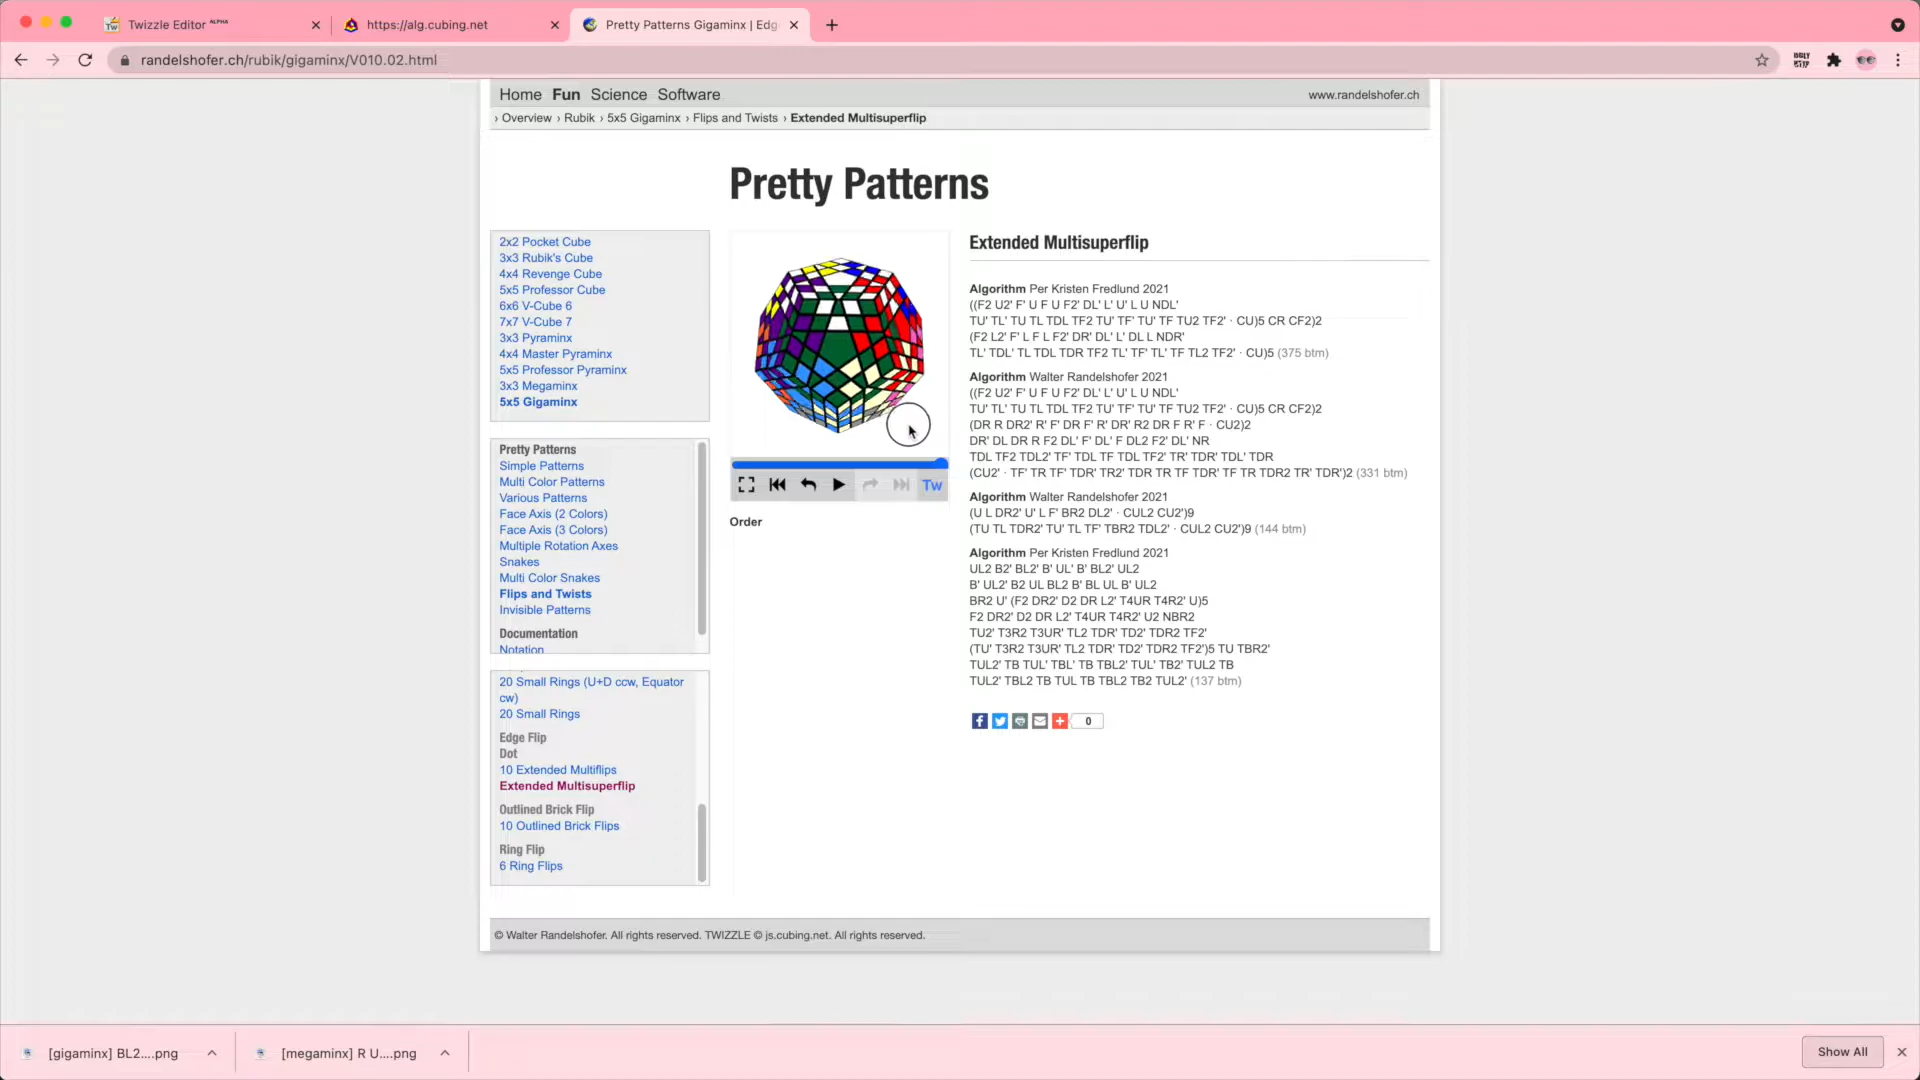 Twizzle Editor ALPHA
https://alg.cubing.net
Pretty Patterns Gigaminx | Edg
randelshofer.ch/rubik/gigaminx/V010.02.html
Home Fun Science Software
www.randelshofer.ch
› Overview › Rubik › 5x5 Gigaminx › Flips and Twists › Extended Multisuperflip
Pretty Patterns
2x2 Pocket Cube
3x3 Rubik's Cube
4x4 Revenge Cube
5x5 Professor Cube
6x6 V-Cube 6
7x7 V-Cube 7
3x3 Pyraminx
4x4 Master Pyraminx
5x5 Professor Pyraminx
3x3 Megaminx
5x5 Gigaminx
Pretty Patterns
Simple Patterns
Multi Color Patterns
Various Patterns
Face Axis (2 Colors)
Face Axis (3 Colors)
Multiple Rotation Axes
Snakes
Multi Color Snakes
Flips and Twists
Invisible Patterns
Documentation
Notation
20 Small Rings (U+D ccw, Equator
cw)
20 Small Rings
Edge Flip
Dot
10 Extended Multiflips
Extended Multisuperflip
Outlined Brick Flip
10 Outlined Brick Flips
Ring Flip
6 Ring Flips
Tw
Order
Extended Multisuperflip
Algorithm Per Kristen Fredlund 2021
((F2 U2' F' U F U F2' DL' L' U' L U NDL'
TU' TL' TU TL TDL TF2 TU' TF' TU' TF TU2 TF2' · CU)5 CR CF2)2
(F2 L2' F' L F L F2' DR' DL' L' DL L NDR'
TL' TDL' TL TDL TDR TF2 TL' TF' TL' TF TL2 TF2' · CU)5 (375 btm)
Algorithm Walter Randelshofer 2021
((F2 U2' F' U F U F2' DL' L' U' L U NDL'
TU' TL' TU TL TDL TF2 TU' TF' TU' TF TU2 TF2' · CU)5 CR CF2)2
(DR R DR2' R' F' DR F' R' DR' R2 DR F R' F · CU2)2
DR' DL DR R F2 DL' F' DL' F DL2 F2' DL' NR
TDL TF2 TDL2' TF' TDL TF TDL TF2' TR' TDR' TDL' TDR
(CU2' · TF' TR TF' TDR' TR2' TDR TR TF TDR' TF TR TDR2 TR' TDR')2 (331 btm)
Algorithm Walter Randelshofer 2021
(U L DR2' U' L F' BR2 DL2' · CUL2 CU2')9
(TU TL TDR2' TU' TL TF' TBR2 TDL2' · CUL2 CU2')9 (144 btm)
Algorithm Per Kristen Fredlund 2021
UL2 B2' BL2' B' UL' B' BL2' UL2
B' UL2' B2 UL BL2 B' BL UL B' UL2
BR2 U' (F2 DR2' D2 DR L2' T4UR T4R2' U)5
F2 DR2' D2 DR L2' T4UR T4R2' U2 NBR2
TU2' T3R2 T3UR' TL2 TDR' TD2' TDR2 TF2'
(TU' T3R2 T3UR' TL2 TDR' TD2' TDR2 TF2')5 TU TBR2'
TUL2' TB TUL' TBL' TB TBL2' TUL' TB2' TUL2 TB
TUL2' TBL2 TB TUL TB TBL2 TB2 TUL2' (137 btm)
0
© Walter Randelshofer. All rights reserved. TWIZZLE © js.cubing.net. All rights reserved.
[gigaminx] BL2....png
[megaminx] R U....png
Show All